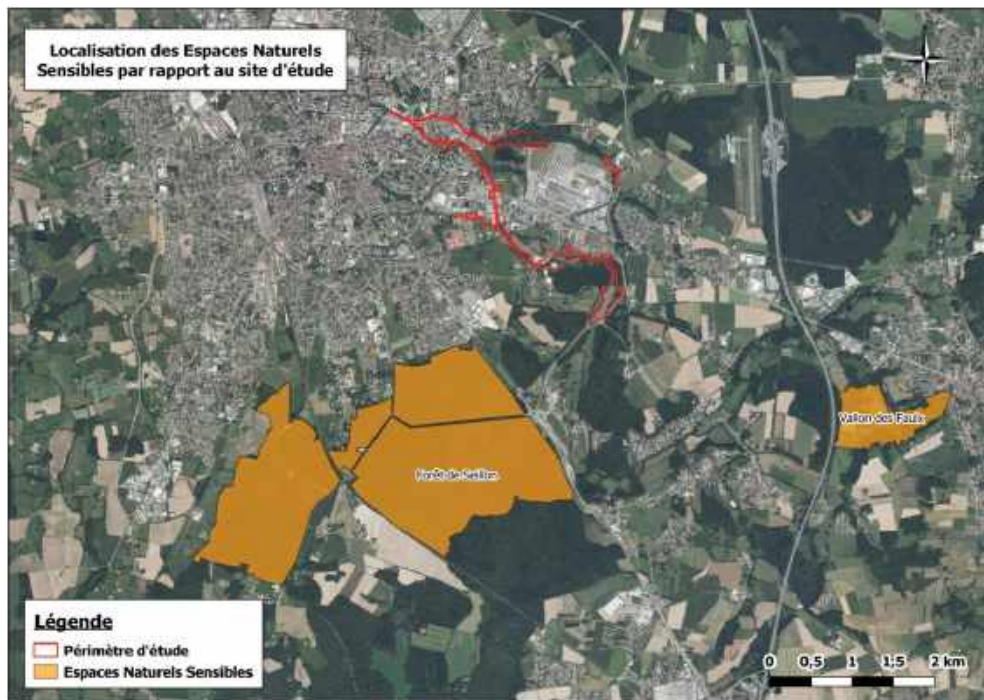 Localisation des Espaces Naturels
Sensibles par rapport au site d'étude
Vallon des Faulx
Forêt de Seillon
Légende
Périmètre d'étude
Espaces Naturels Sensibles
0 0,5 1 1,5 2 km